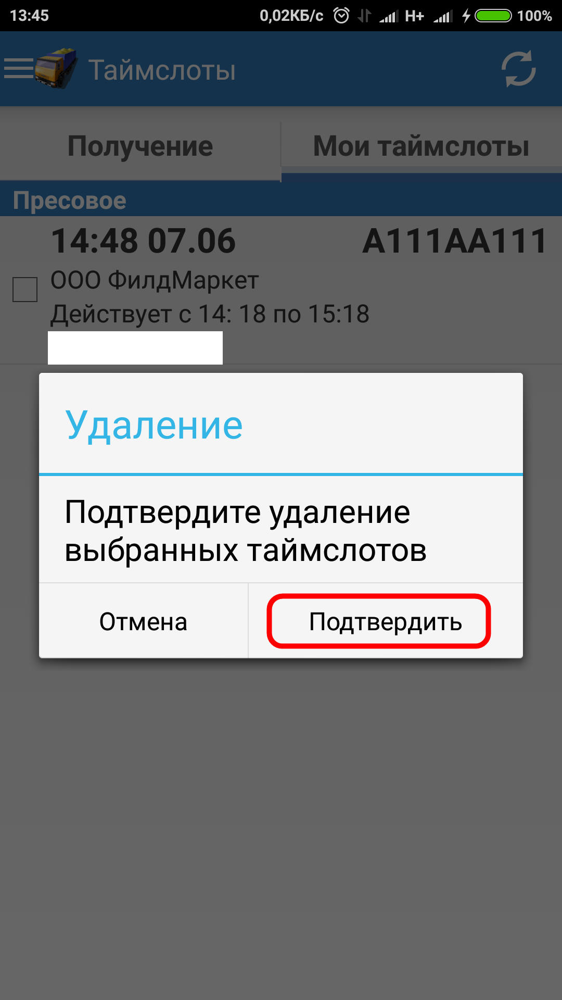 13:45 0,02КБ/с H+ 100%
Таймслоты
Получение Мои таймслоты
Пресовое
14:48 07.06 А111АА111
ООО ФилдМаркет
Действует с 14: 18 по 15:18
Удаление
Подтвердите удаление
выбранных таймслотов
Отмена Подтвердить